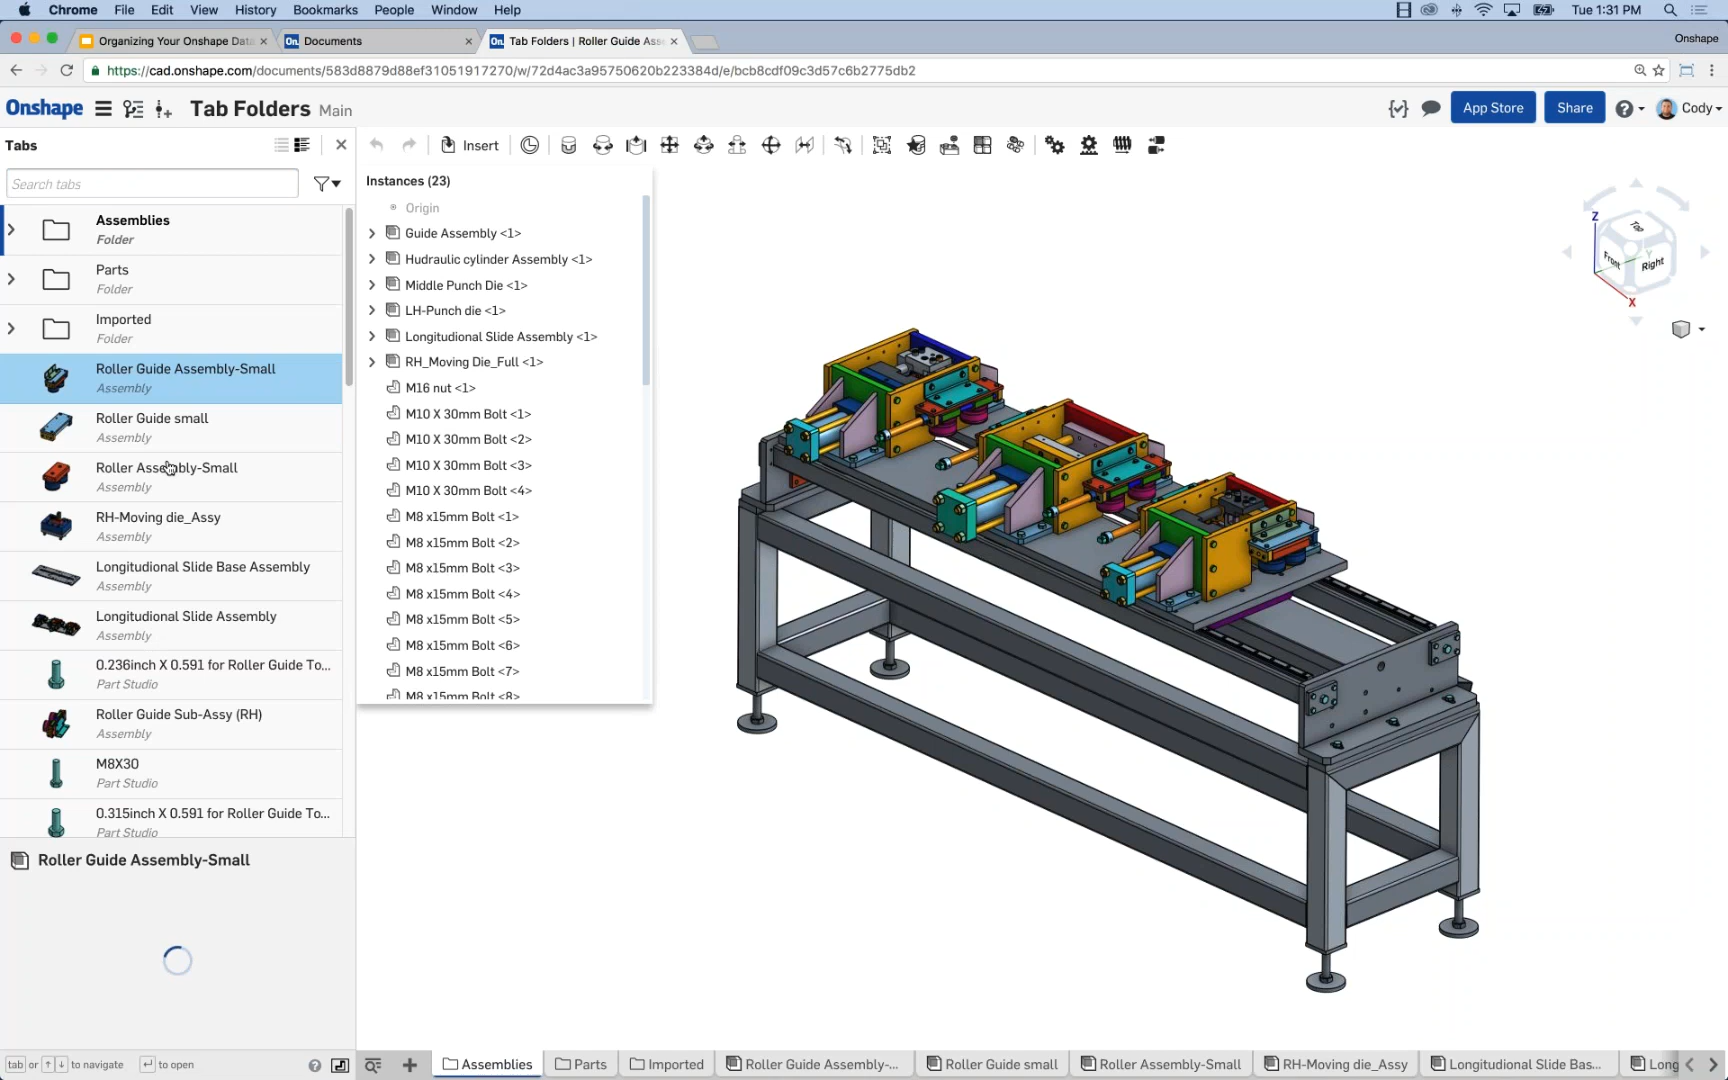 Chrome File Edit View History Bookmarks People Window Help Tue 1:31 PM
Organizing Your Onshape Data Documents Tab Folders | Roller Guide Ass Onshape
https://cad.onshape.com/documents/583d8879d88ef31051917270/w/72d4ac3a95750620b223384d/e/bcb8cdf09c3d57c6b2775db2
Onshape Tab Folders Main App Store Share Cody
Tabs Insert
Search tabs
Assemblies
Folder
Parts
Folder
Imported
Folder
Roller Guide Assembly-Small
Assembly
Roller Guide small
Assembly
Roller Assembly-Small
Assembly
RH-Moving die_Assy
Assembly
Longitudional Slide Base Assembly
Assembly
Longitudional Slide Assembly
Assembly
0.236inch X 0.591 for Roller Guide To...
Part Studio
Roller Guide Sub-Assy (RH)
Assembly
M8X30
Part Studio
0.315inch X 0.591 for Roller Guide To...
Part Studio
Roller Guide Assembly-Small
tab or ↑ ↓ to navigate ↵ to open
Instances (23)
Origin
Guide Assembly <1>
Hudraulic cylinder Assembly <1>
Middle Punch Die <1>
LH-Punch die <1>
Longitudional Slide Assembly <1>
RH_Moving Die_Full <1>
M16 nut <1>
M10 X 30mm Bolt <1>
M10 X 30mm Bolt <2>
M10 X 30mm Bolt <3>
M10 X 30mm Bolt <4>
M8 x15mm Bolt <1>
M8 x15mm Bolt <2>
M8 x15mm Bolt <3>
M8 x15mm Bolt <4>
M8 x15mm Bolt <5>
M8 x15mm Bolt <6>
M8 x15mm Bolt <7>
M8 x15mm Bolt <8>
Z
Top
Front Y Right
X
Assemblies Parts Imported Roller Guide Assembly-... Roller Guide small Roller Assembly-Small RH-Moving die_Assy Longitudional Slide Bas... Long